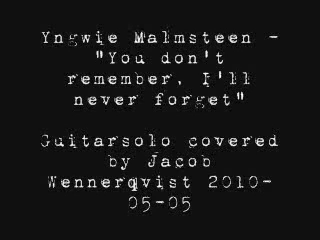 Yngwie Malmsteen -
"You don't
remember, I'll
never forget"
Guitarsolo covered
by Jacob
Wennerqvist 2010-
05-05